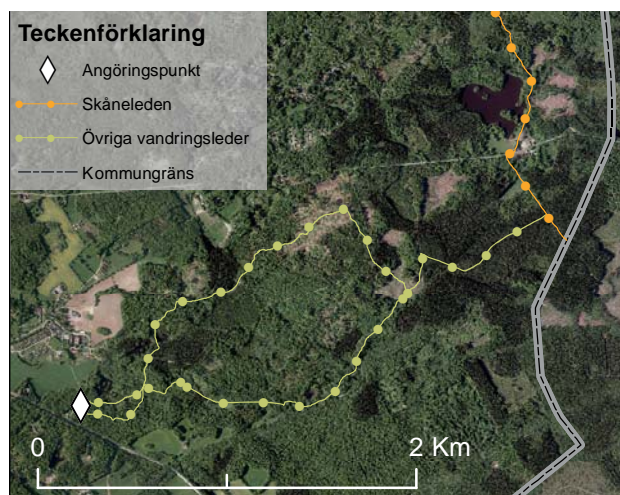 Teckenförklaring
Angöringspunkt
Skåneleden
Övriga vandringsleder
Kommungräns
0 2 Km